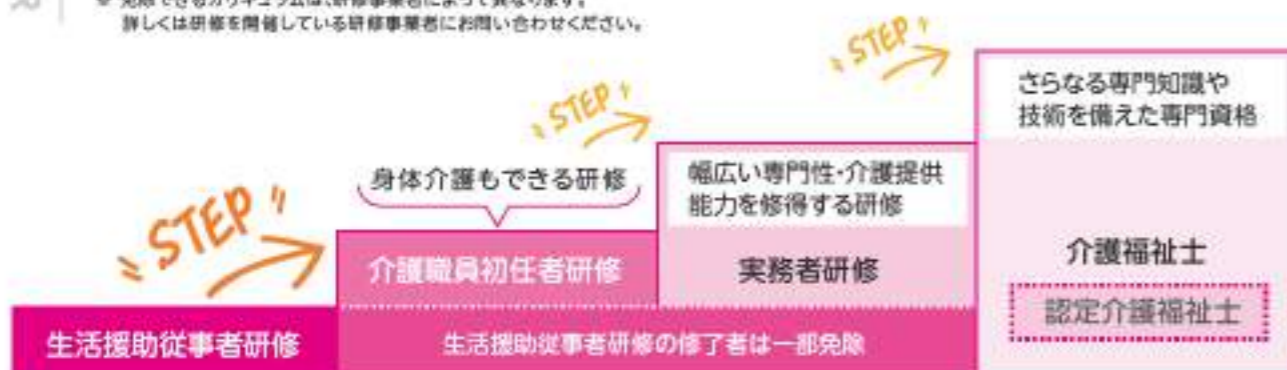 ※ 免除できるカリキュラムは、研修事業者によって異なります。
詳しくは研修を開催している研修事業者にお問い合わせください。
STEP
STEP
STEP
さらなる専門知識や
技術を備えた専門資格
身体介護もできる研修
幅広い専門性・介護提供
能力を修得する研修
介護職員初任者研修
実務者研修
介護福祉士
認定介護福祉士
生活援助従事者研修
生活援助従事者研修の修了者は一部免除